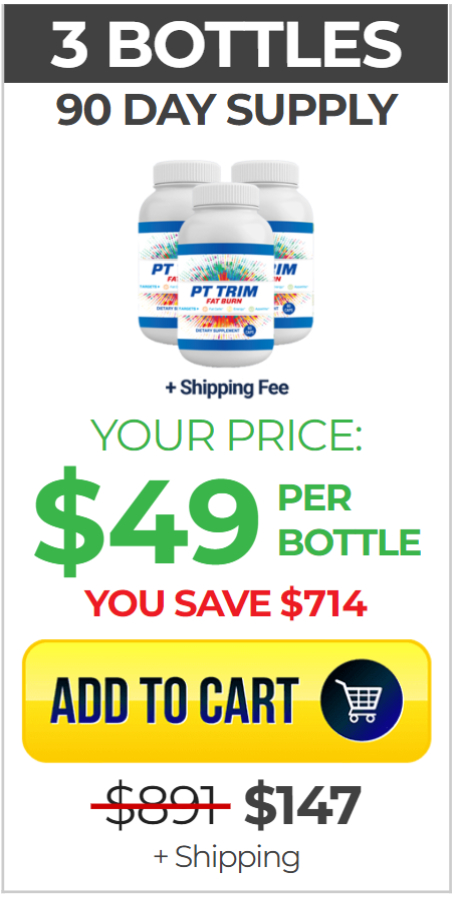 3 BOTTLES
90 DAY SUPPLY
PT TRIM
FAT BURN
DIETARY SUPPLEMENT
+ Shipping Fee
YOUR PRICE:
$49 PER
BOTTLE
YOU SAVE $714
ADD TO CART
$891 $147
+ Shipping